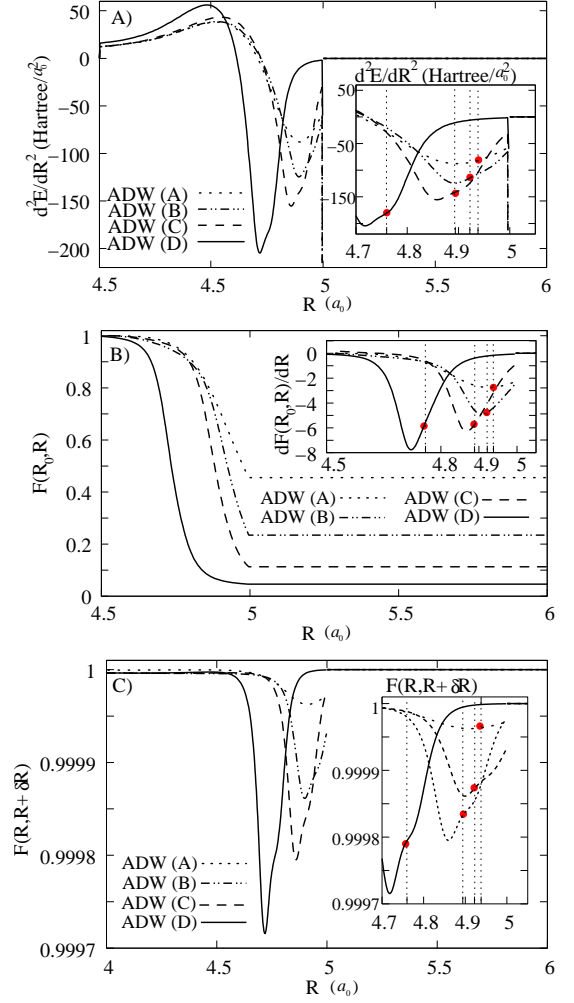 A)
d²E/dR² (Hartree/a₀²)
50
0
−50
−100
−150
−200
ADW (A)
ADW (B)
ADW (C)
ADW (D)
4
4.5
5
5.5
6
R (a₀)
d²E/dR² (Hartree/a₀²)
50
−50
−150
4.7
4.8
4.9
5
B)
F(R₀,R)
1
0.8
0.6
0.4
0.2
0
4.5
5
5.5
6
R (a₀)
dF(R₀,R)/dR
0
−2
−4
−6
−8
4.5
4.8
4.9
5
ADW (A)
ADW (B)
ADW (C)
ADW (D)
C)
F(R,R+ δR)
1
0.9999
0.9998
0.9997
ADW (A)
ADW (B)
ADW (C)
ADW (D)
4
4.5
5
5.5
6
R (a₀)
F(R,R+ δR)
1
0.9999
0.9998
0.9997
4.7
4.8
4.9
5